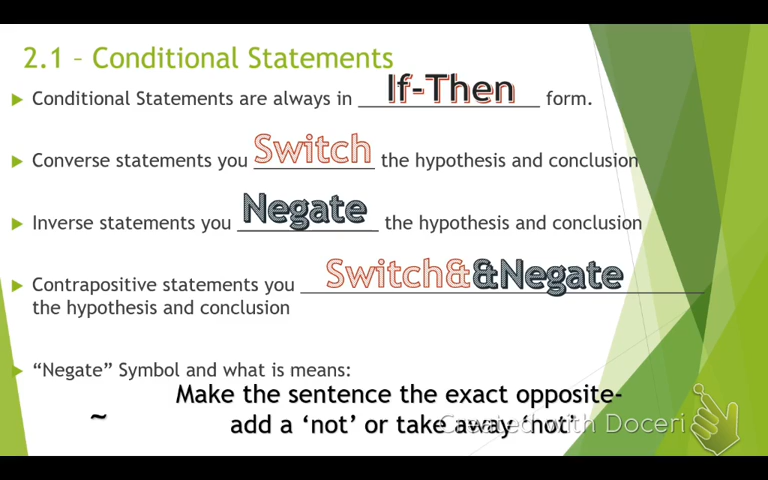 2.1 – Conditional Statements
Conditional Statements are always in If-Then form.
Converse statements you Switch the hypothesis and conclusion
Inverse statements you Negate the hypothesis and conclusion
Contrapositive statements you Switch& &Negate
the hypothesis and conclusion
“Negate” Symbol and what is means:
Make the sentence the exact opposite-
~ add a ‘not’ or take away ‘not’
Created with Doceri